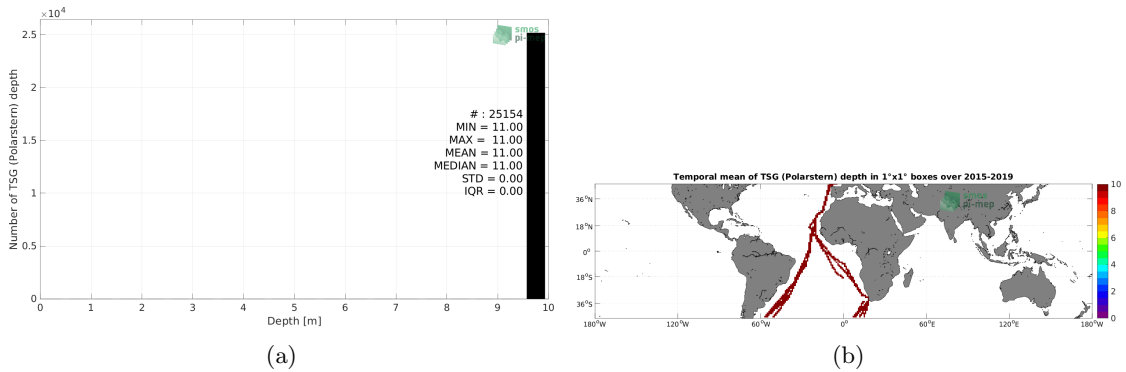 ×10⁴
2.5
2
1.5
1
0.5
0
Number of TSG (Polarstern) depth
smos
pi-mep
# : 25154
MIN = 11.00
MAX = 11.00
MEAN = 11.00
MEDIAN = 11.00
STD = 0.00
IQR = 0.00
0 1 2 3 4 5 6 7 8 9 10
Depth [m]
(a)
Temporal mean of TSG (Polarstern) depth in 1°x1° boxes over 2015-2019
smos
pi-mep
36°N
18°N
0°
18°S
36°S
180°W 120°W 60°W 0° 60°E 120°E 180°W
10
8
6
4
2
0
(b)